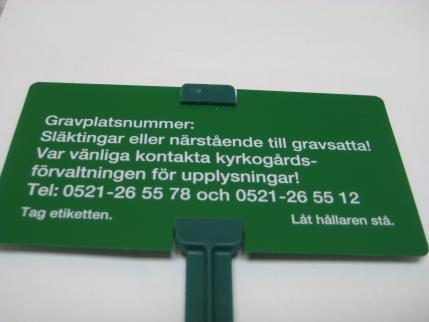 Gravplatsnummer:
Släktingar eller närstående till gravsatta!
Var vänliga kontakta kyrkogårds-
förvaltningen för upplysningar!
Tel: 0521-26 55 78 och 0521-26 55 12
Tag etiketten. Låt hållaren stå.